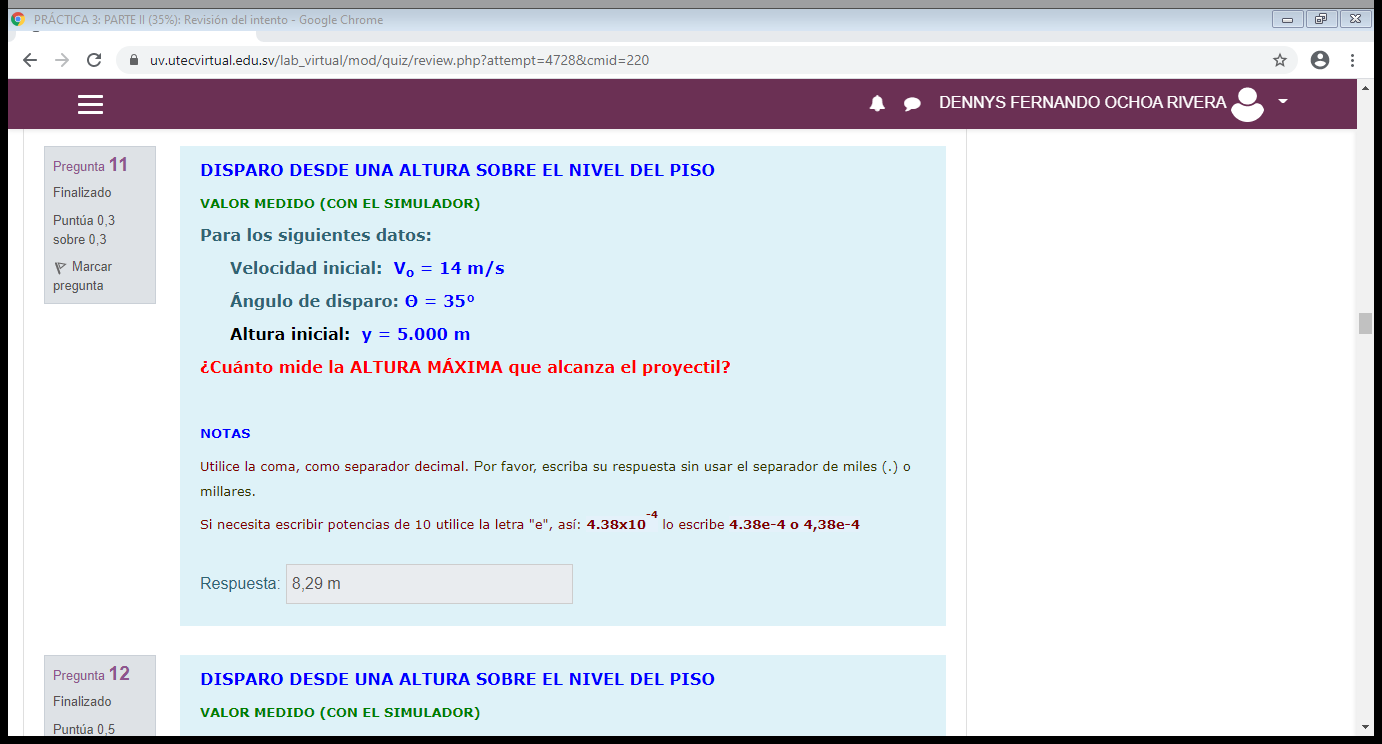 PRÁCTICA 3: PARTE II (35%): Revisión del intento - Google Chrome
uv.utecvirtual.edu.sv/lab_virtual/mod/quiz/review.php?attempt=4728&cmid=220
DENNYS FERNANDO OCHOA RIVERA
Pregunta 11
Finalizado
Puntúa 0,3
sobre 0,3
Marcar
pregunta
DISPARO DESDE UNA ALTURA SOBRE EL NIVEL DEL PISO
VALOR MEDIDO (CON EL SIMULADOR)
Para los siguientes datos:
Velocidad inicial: Vo = 14 m/s
Ángulo de disparo: Θ = 35º
Altura inicial: y = 5.000 m
¿Cuánto mide la ALTURA MÁXIMA que alcanza el proyectil?
NOTAS
Utilice la coma, como separador decimal. Por favor, escriba su respuesta sin usar el separador de miles (.) o
millares.
Si necesita escribir potencias de 10 utilice la letra "e", así: 4.38x10-4 lo escribe 4.38e-4 o 4,38e-4
Respuesta: 8,29 m
Pregunta 12
Finalizado
Puntúa 0,5
DISPARO DESDE UNA ALTURA SOBRE EL NIVEL DEL PISO
VALOR MEDIDO (CON EL SIMULADOR)